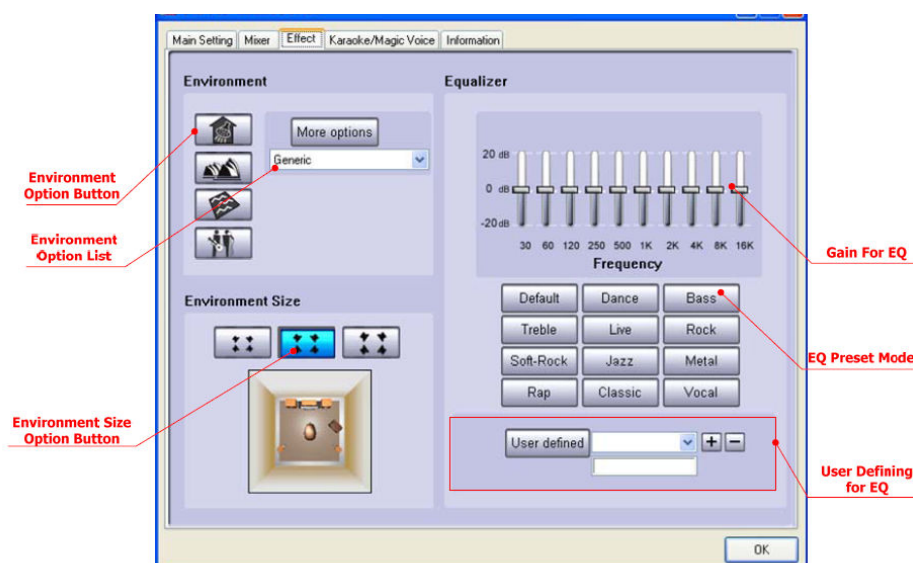 Main Setting Mixer Effect Karaoke/Magic Voice Information
Environment
More options
Generic
Environment
Option Button
Environment
Option List
Environment Size
Environment Size
Option Button
Equalizer
20 dB
0 dB
-20 dB
30 60 120 250 500 1K 2K 4K 8K 16K
Frequency
Gain For EQ
Default Dance Bass
Treble Live Rock
Soft-Rock Jazz Metal
Rap Classic Vocal
EQ Preset Mode
User defined
User Defining
for EQ
OK